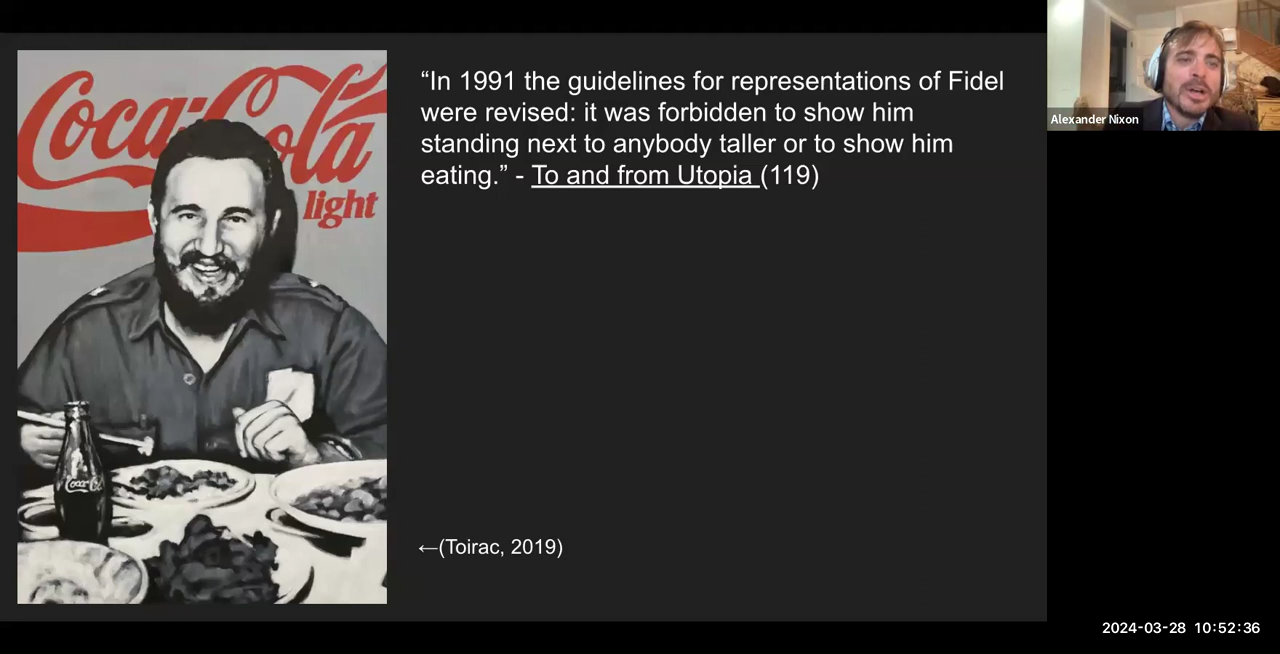 Coca-Cola
light
Coca-Cola
“In 1991 the guidelines for representations of Fidel
were revised: it was forbidden to show him
standing next to anybody taller or to show him
eating.” - To and from Utopia (119)
←(Toirac, 2019)
Alexander Nixon
2024-03-28 10:52:36